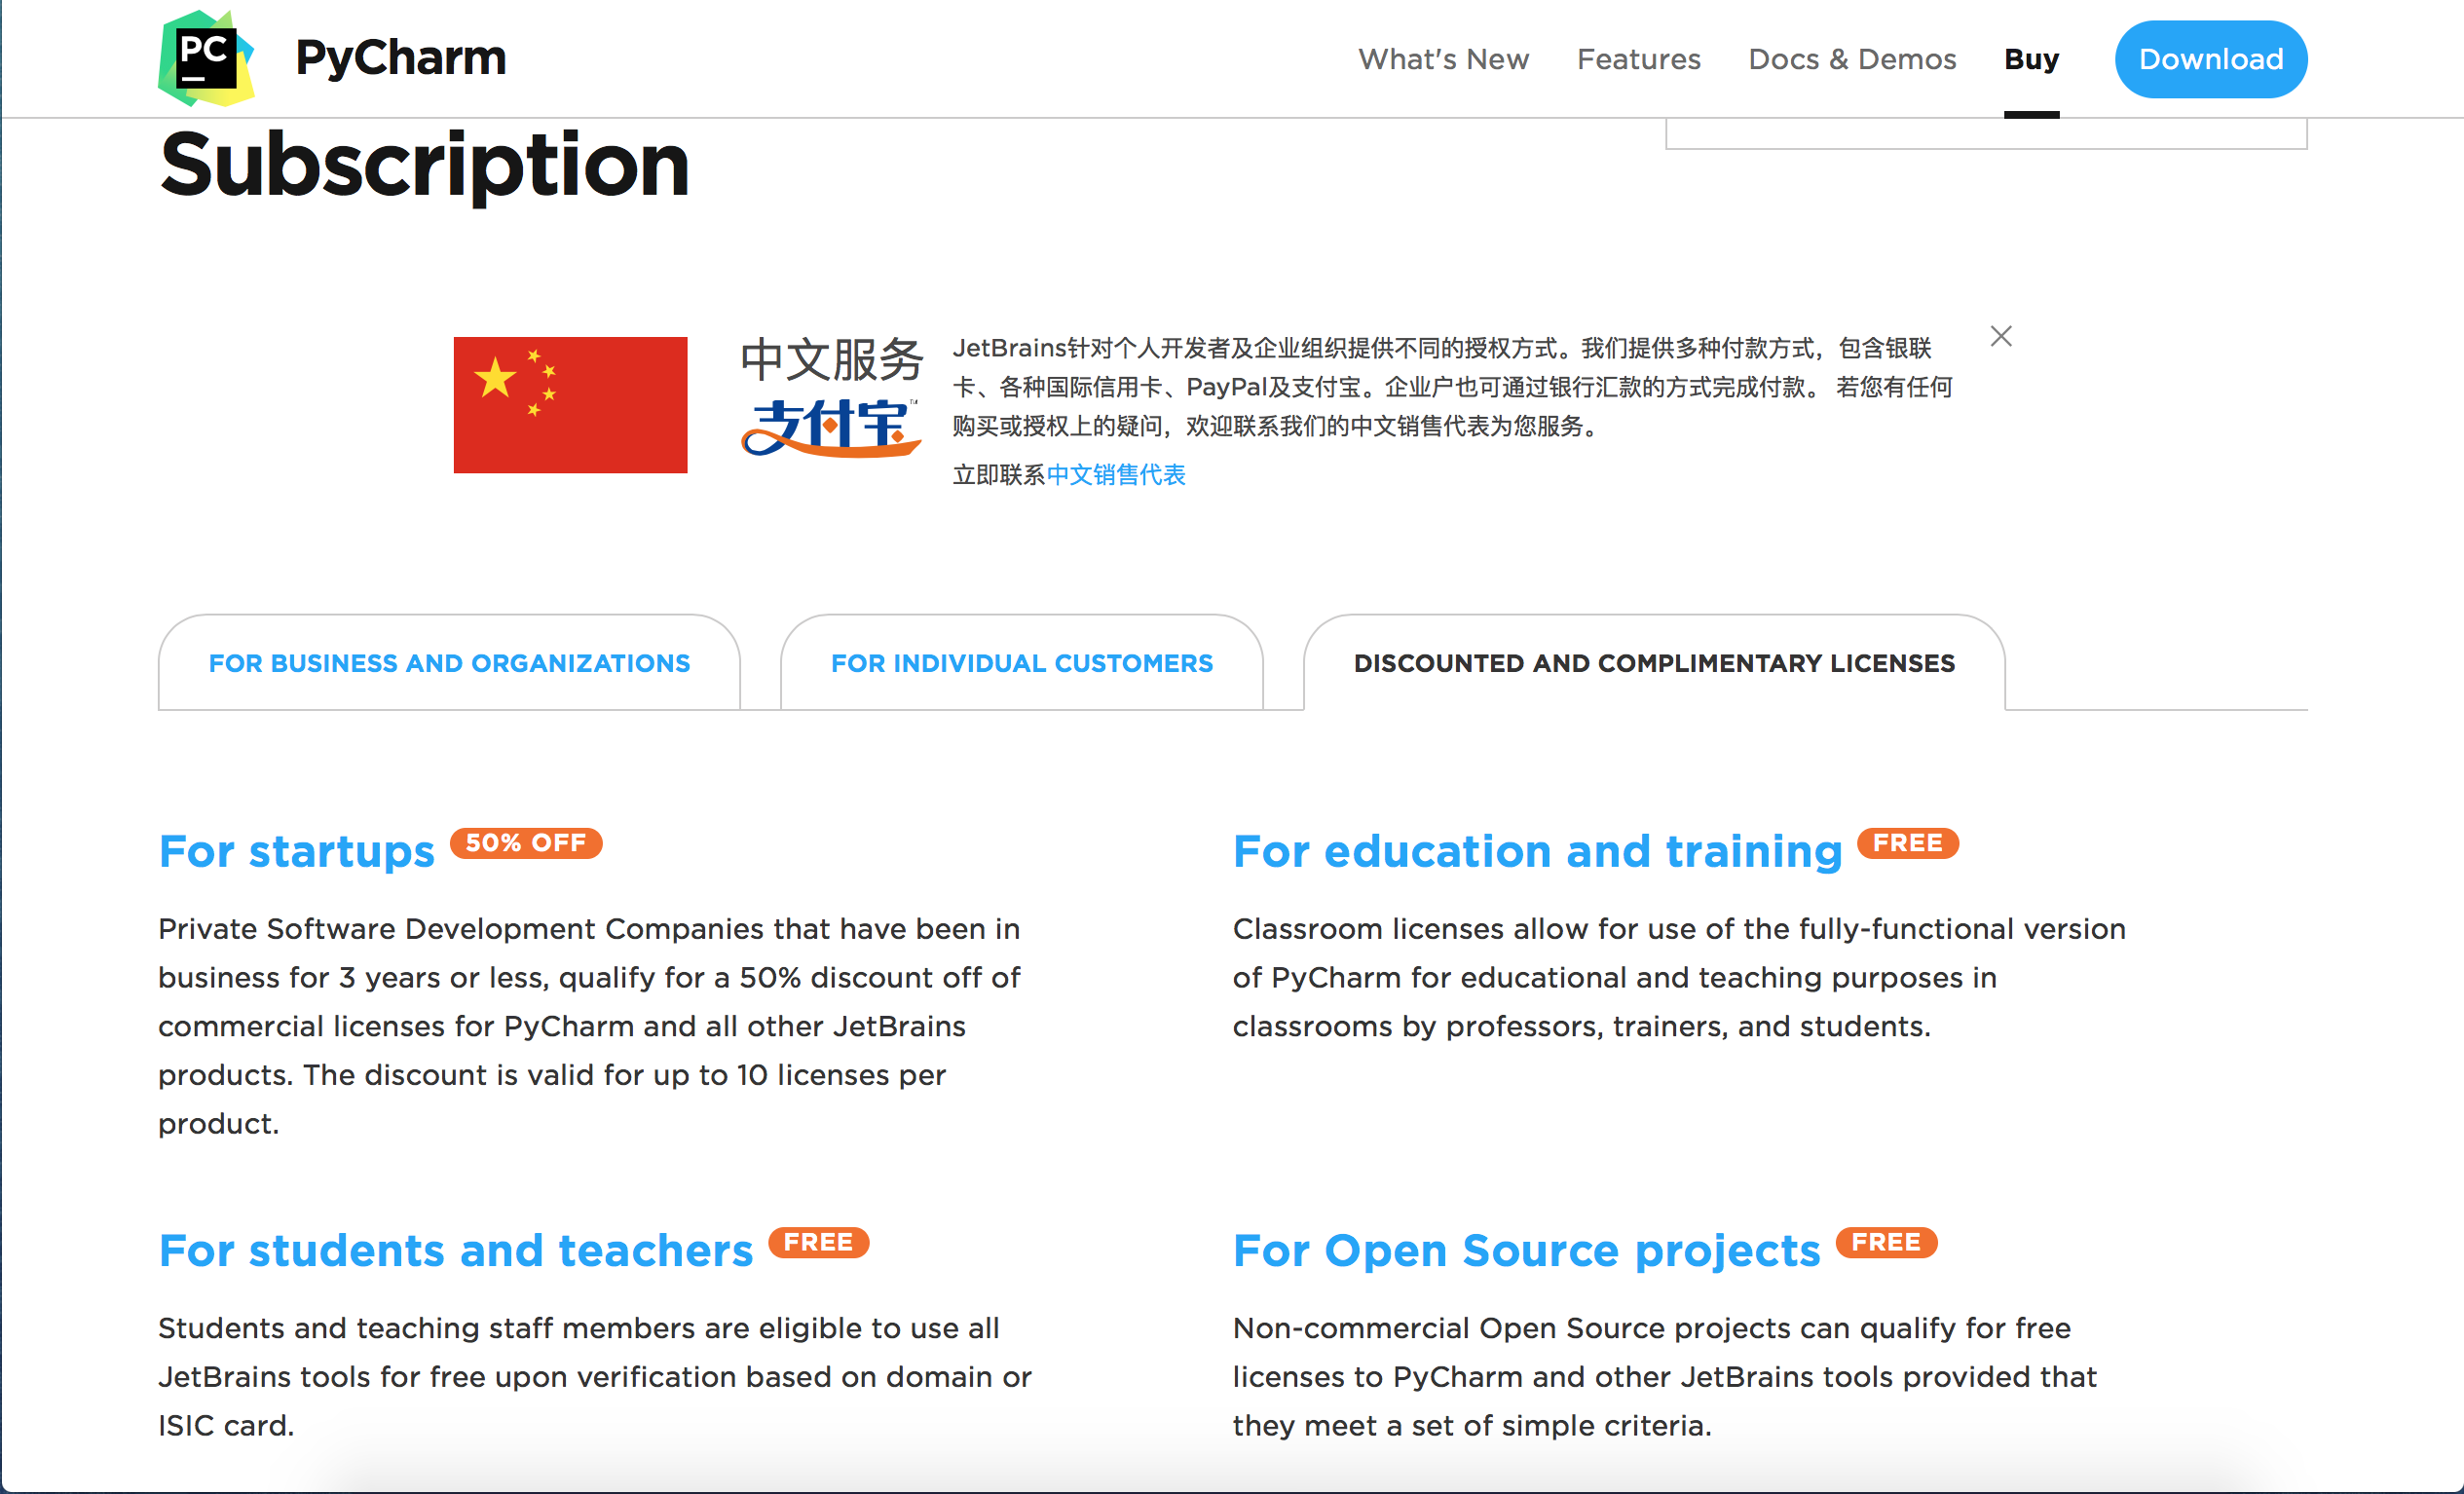 PC
PyCharm
What's New
Features
Docs & Demos
Buy
Download
Subscription
中文服务
支付宝™
JetBrains针对个人开发者及企业组织提供不同的授权方式。我们提供多种付款方式，包含银联
卡、各种国际信用卡、PayPal及支付宝。企业户也可通过银行汇款的方式完成付款。 若您有任何
购买或授权上的疑问，欢迎联系我们的中文销售代表为您服务。
立即联系中文销售代表
FOR BUSINESS AND ORGANIZATIONS
FOR INDIVIDUAL CUSTOMERS
DISCOUNTED AND COMPLIMENTARY LICENSES
For startups 50% OFF
Private Software Development Companies that have been in
business for 3 years or less, qualify for a 50% discount off of
commercial licenses for PyCharm and all other JetBrains
products. The discount is valid for up to 10 licenses per
product.
For education and training FREE
Classroom licenses allow for use of the fully-functional version
of PyCharm for educational and teaching purposes in
classrooms by professors, trainers, and students.
For students and teachers FREE
Students and teaching staff members are eligible to use all
JetBrains tools for free upon verification based on domain or
ISIC card.
For Open Source projects FREE
Non-commercial Open Source projects can qualify for free
licenses to PyCharm and other JetBrains tools provided that
they meet a set of simple criteria.